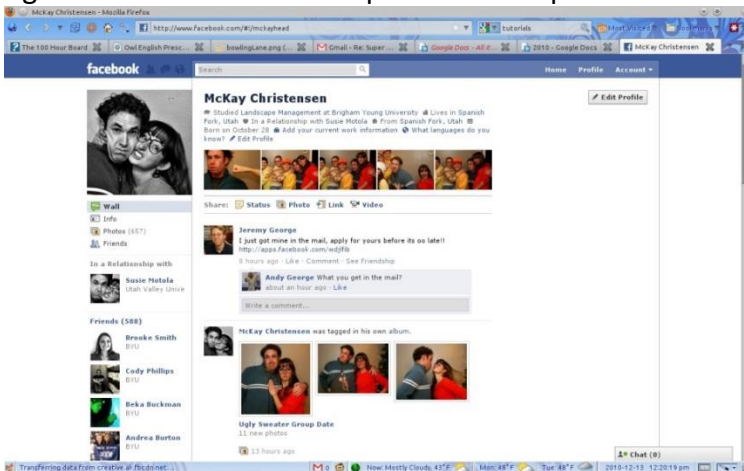 McKay Christensen - Mozilla Firefox
http://www.facebook.com/#!/mckayhead
tutorials
Most Visited
Bookmarks
The 100 Hour Board
Owl English Presc...
bowlingLane.png (...
Gmail - Re: Super ...
Google Docs - All it...
2010 - Google Docs
McKay Christensen
facebook
Search
Home Profile Account
McKay Christensen
Edit Profile
Studied Landscape Management at Brigham Young University Lives in Spanish
Fork, Utah In a Relationship with Susie Motola From Spanish Fork, Utah
Born on October 28 Add your current work information What languages do you
know? Edit Profile
Share: Status Photo Link Video
Wall
Info
Photos (657)
Friends
In a Relationship with
Susie Motola
Utah Valley Unive
Friends (588)
Brooke Smith
BYU
Cody Phillips
BYU
Beka Buckman
BYU
Andrea Burton
BYU
Jeremy George
I just got mine in the mail, apply for yours before its oo late!!
http://apps.facebook.com/wdjfib
8 hours ago · Like · Comment · See Friendship
Andy George What you get in the mail?
about an hour ago · Like
Write a comment...
McKay Christensen was tagged in his own album.
Ugly Sweater Group Date
11 new photos
13 hours ago
Chat (0)
Transferring data from creative.ak.fbcdn.net...
0
Now: Mostly Cloudy, 43°F
Mon: 48°F
Tue: 48°F
2010-12-13 12:20:19 pm